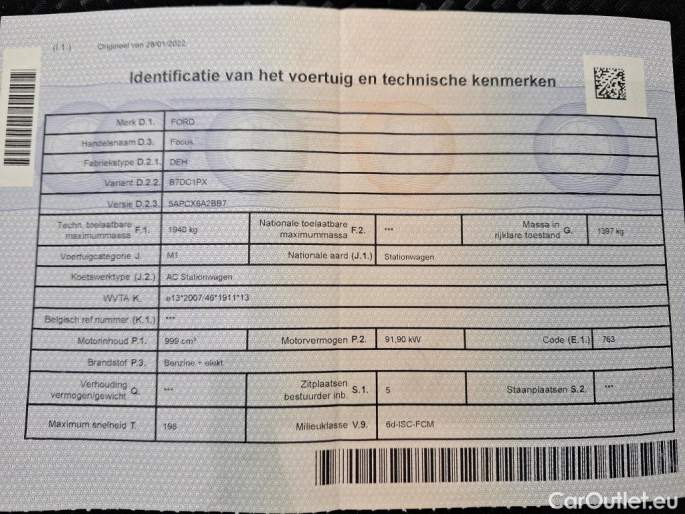 (I.1.) Origineel van 28/01/2022
Identificatie van het voertuig en technische kenmerken
Merk D.1. FORD
Handelsnaam D.3. Focus
Fabriekstype D.2.1. DEH
Variant D.2.2. B7DC1PX
Versie D.2.3. 5APCX6A2BB7
Techn. toelaatbare maximummassa F.1. 1940 kg Nationale toelaatbare maximummassa F.2. *** Massa in rijklare toestand G. 1397 kg
Voertuigcategorie J. M1 Nationale aard (J.1.) Stationwagen
Koetswerktype (J.2.) AC Stationwagen
WVTA K. e13*2007/46*1911*13
Belgisch ref.nummer (K.1.) ***
Motorinhoud P.1. 999 cm³ Motorvermogen P.2. 91,90 kW Code (E.1.) 763
Brandstof P.3. Benzine + elekt
Verhouding vermogen/gewicht Q. *** Zitplaatsen bestuurder inb. S.1. 5 Staanplaatsen S.2. ***
Maximum snelheid T. 198 Milieuklasse V.9. 6d-ISC-FCM
CarOutlet.eu